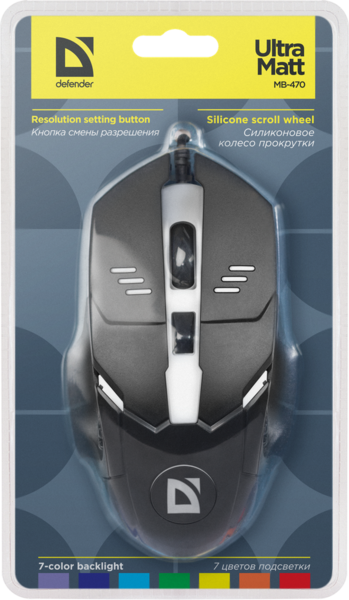 defender
Ultra
Matt
MB-470
Resolution setting button
Кнопка смены разрешения
Silicone scroll wheel
Силиконовое
колесо прокрутки
7-color backlight
7 цветов подсветки